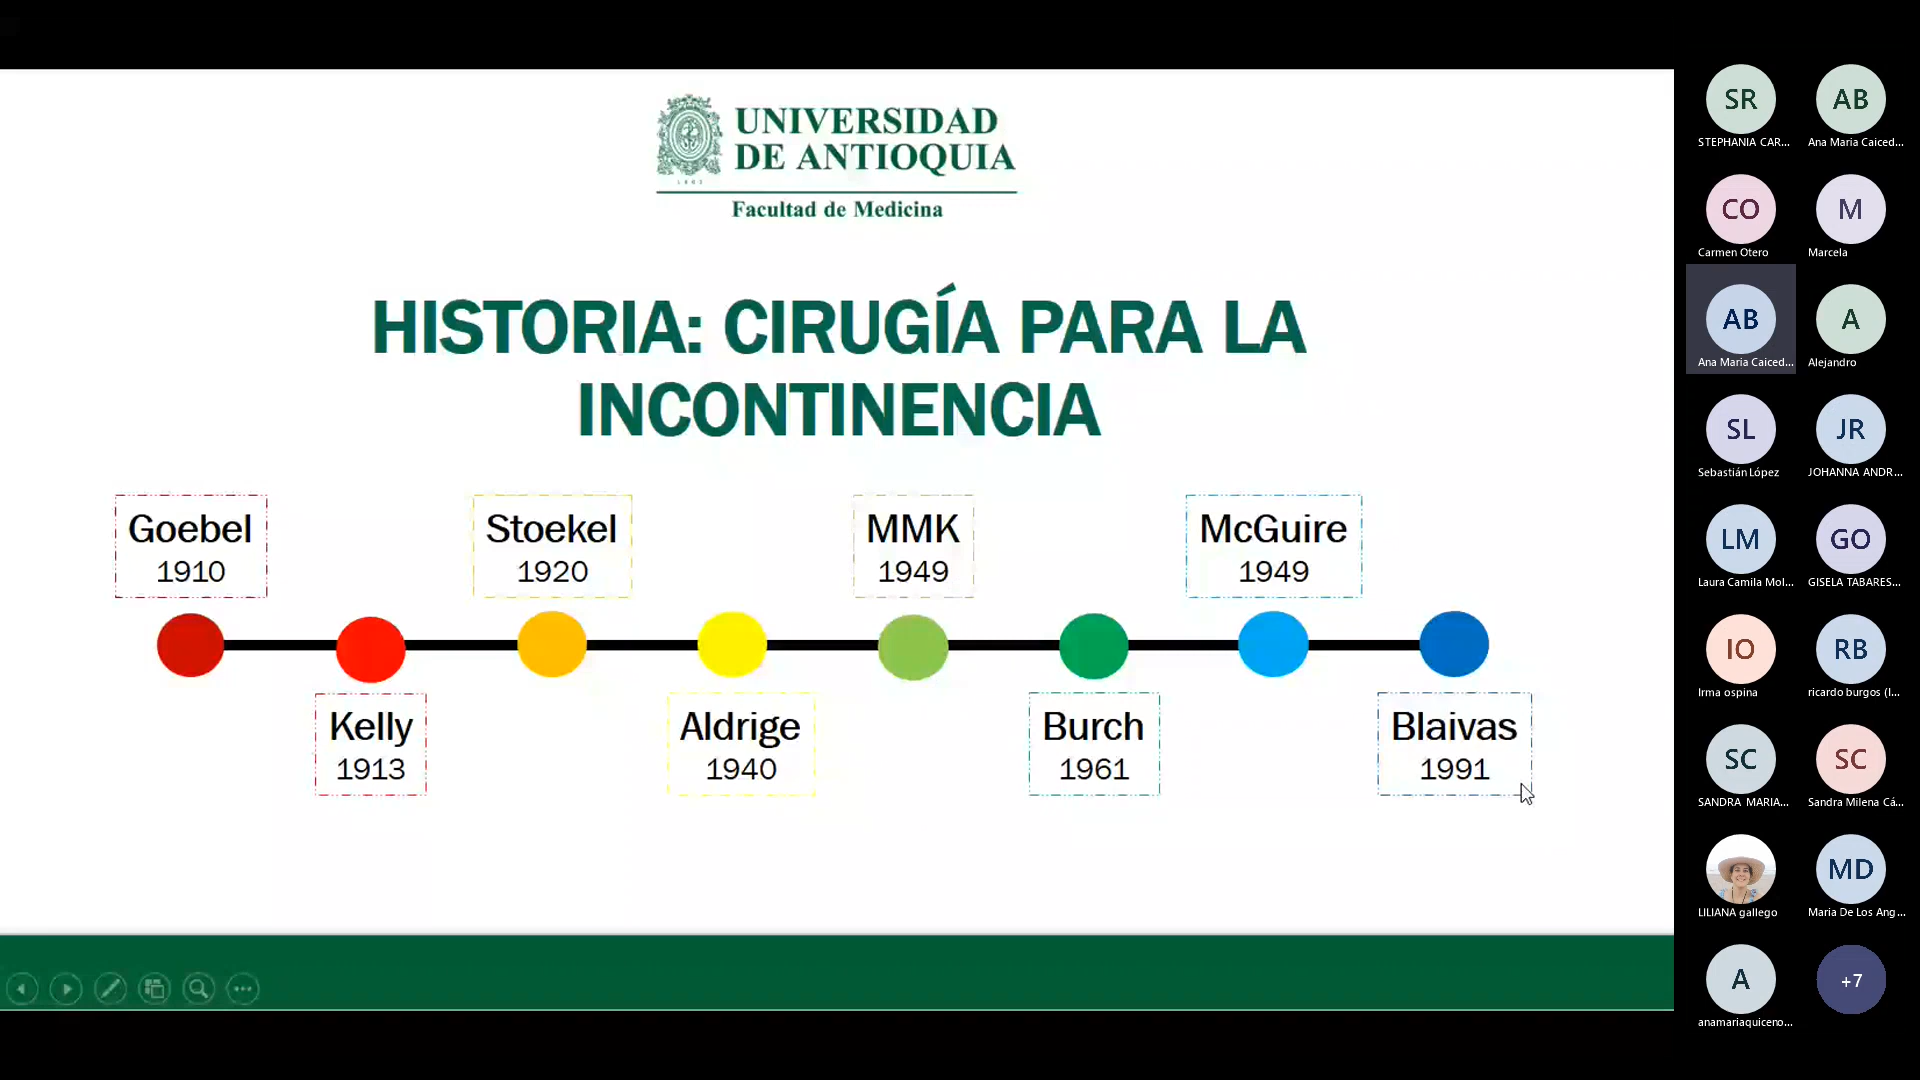 UNIVERSIDAD
DE ANTIOQUIA
1803
Facultad de Medicina
HISTORIA: CIRUGÍA PARA LA
INCONTINENCIA
Goebel
1910
Stoekel
1920
MMK
1949
McGuire
1949
Kelly
1913
Aldrige
1940
Burch
1961
Blaivas
1991
SR
STEPHANIA CAR...
AB
Ana Maria Caiced...
CO
Carmen Otero
M
Marcela
AB
Ana Maria Caiced...
A
Alejandro
SL
Sebastián López
JR
JOHANNA ANDR...
LM
Laura Camila Mol...
GO
GISELA TABARES...
IO
Irma ospina
RB
ricardo burgos (I...
SC
SANDRA MARIA...
SC
Sandra Milena Cá...
LILIANA gallego
MD
Maria De Los Ang...
A
anamariaquiceno...
+7